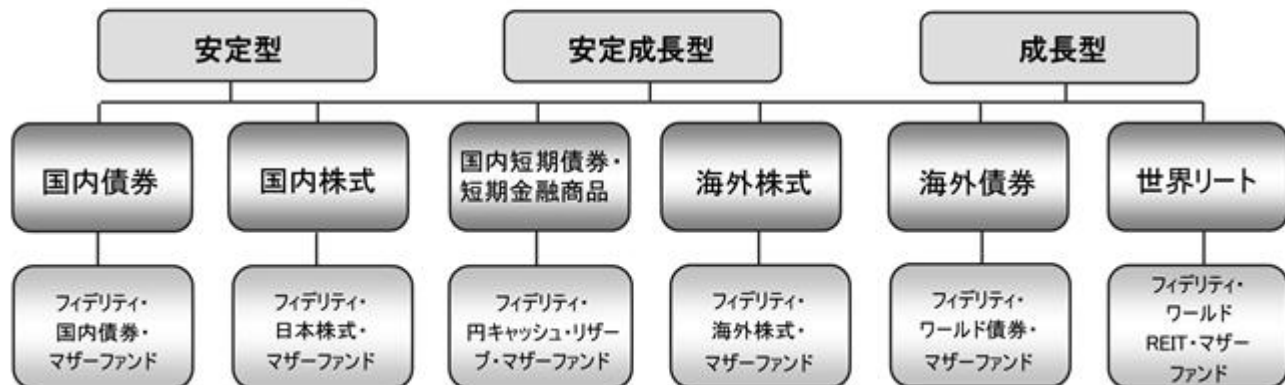 安定型
安定成長型
成長型
国内債券
国内株式
国内短期債券・
短期金融商品
海外株式
海外債券
世界リート
フィデリティ・
国内債券・
マザーファンド
フィデリティ・
日本株式・
マザーファンド
フィデリティ・
円キャッシュ・リザー
ブ・マザーファンド
フィデリティ・
海外株式・
マザーファンド
フィデリティ・
ワールド債券・
マザーファンド
フィデリティ・
ワールド
REIT・マザー
ファンド